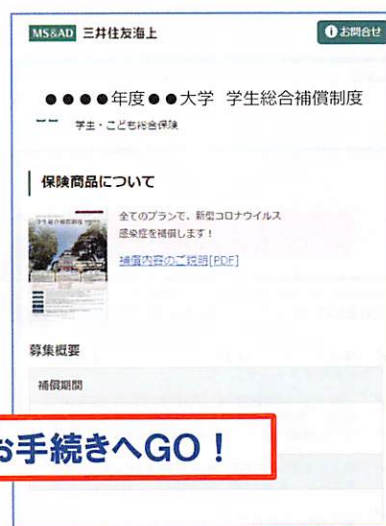 MS&AD 三井住友海上
お問合せ
●●●●年度●●大学 学生総合補償制度
学生・こども総合保険
保険商品について
全てのプランで、新型コロナウイルス
感染症を補償します！
補償内容のご説明[PDF]
募集概要
補償期間
お手続きへGO！